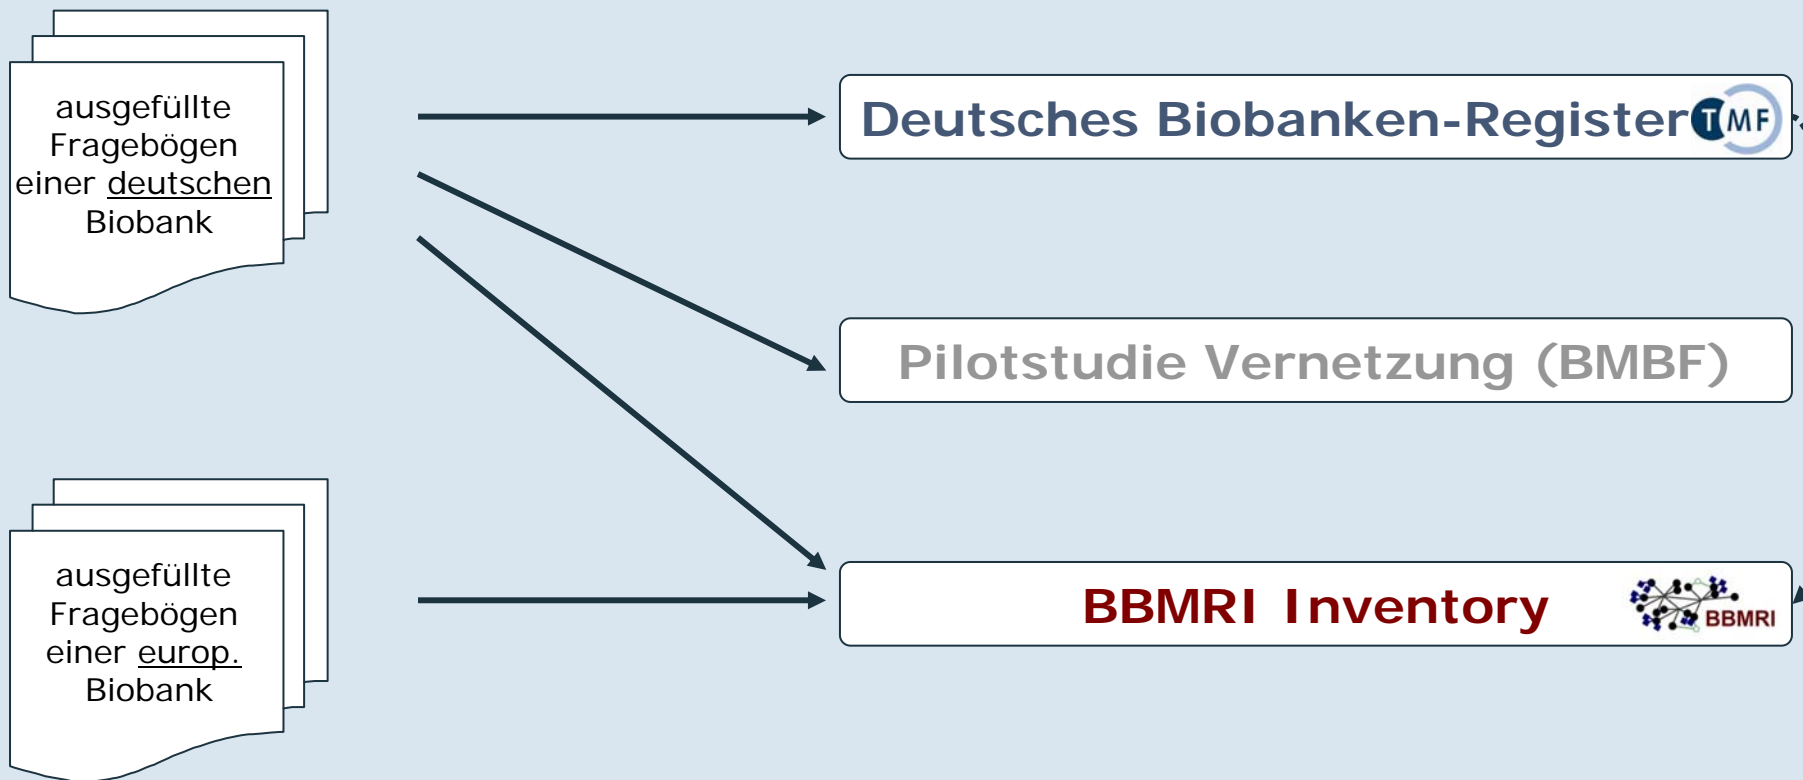 ausgefüllte
Fragebögen
einer deutschen
Biobank
Deutsches Biobanken-Register
TMF
Pilotstudie Vernetzung (BMBF)
ausgefüllte
Fragebögen
einer europ.
Biobank
BBMRI Inventory
BBMRI